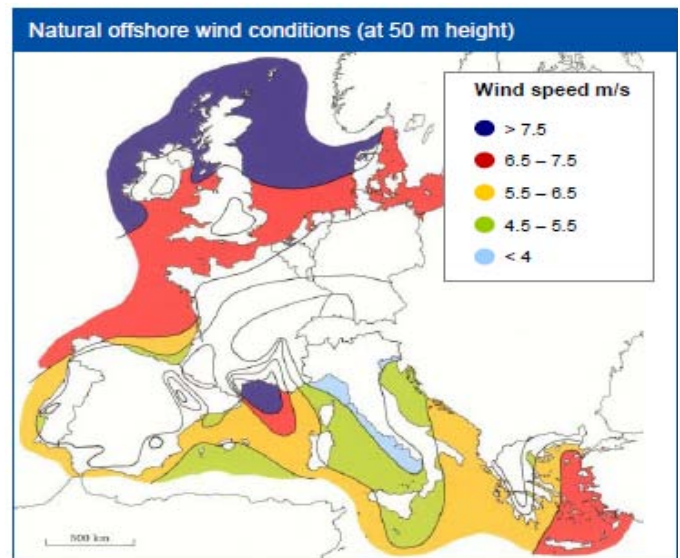 Natural offshore wind conditions (at 50 m height)
Wind speed m/s
> 7.5
6.5 – 7.5
5.5 – 6.5
4.5 – 5.5
< 4
500 km